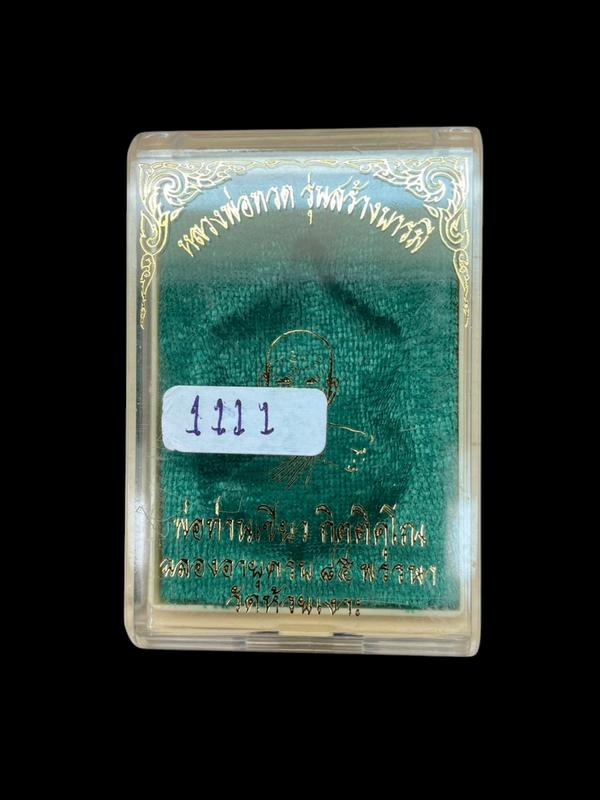 หลวงพ่อทวด รุ่นสร้างบารมี
1111
พ่อท่านเขียว กิตติคุโณ
ฉลองอายุครบ ๘๕ พรรษา
วัดห้วยเงาะ